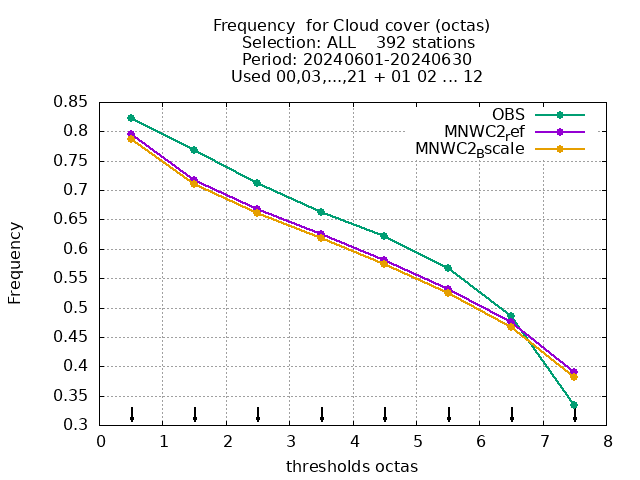 Frequency  for Cloud cover (octas)
Selection: ALL    392 stations
Period: 20240601-20240630
Used 00,03,...,21 + 01 02 ... 12
OBS
MNWC2ref
MNWC2Bscale
0.85
0.8
0.75
0.7
0.65
0.6
0.55
0.5
0.45
0.4
0.35
0.3
Frequency
0 1 2 3 4 5 6 7 8
thresholds octas